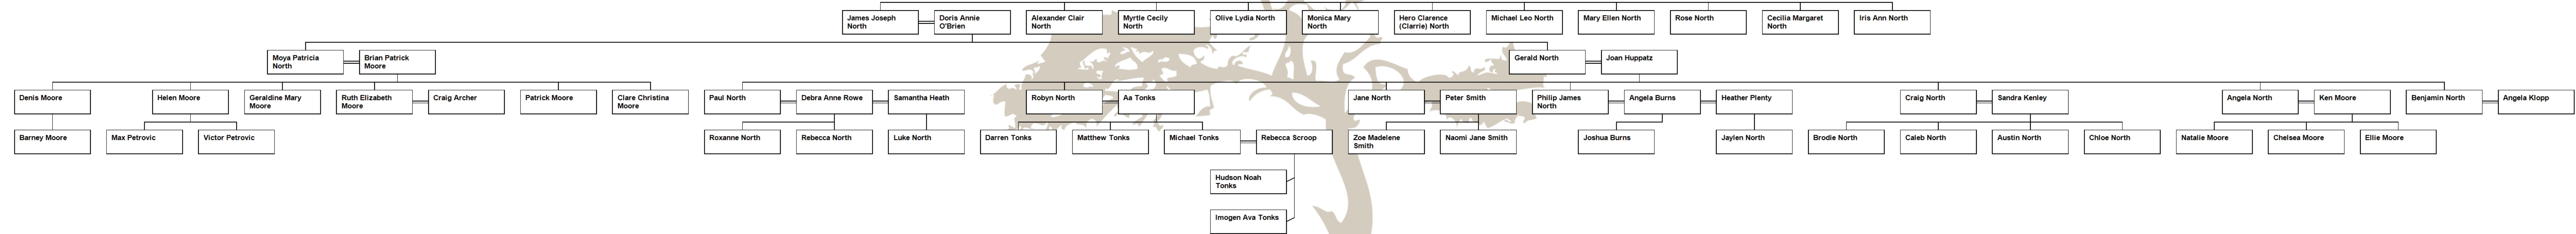 James Joseph
North
Doris Annie
O'Brien
Alexander Clair
North
Myrtle Cecily
North
Olive Lydia North
Monica Mary
North
Hero Clarence
(Clarrie) North
Michael Leo North
Mary Ellen North
Rose North
Cecilia Margaret
North
Iris Ann North
Moya Patricia
North
Brian Patrick
Moore
Gerald North
Joan Huppatz
Denis Moore
Helen Moore
Geraldine Mary
Moore
Ruth Elizabeth
Moore
Craig Archer
Patrick Moore
Clare Christina
Moore
Paul North
Debra Anne Rowe
Samantha Heath
Robyn North
Aa Tonks
Jane North
Peter Smith
Philip James
North
Angela Burns
Heather Plenty
Craig North
Sandra Kenley
Angela North
Ken Moore
Benjamin North
Angela Klopp
Barney Moore
Max Petrovic
Victor Petrovic
Roxanne North
Rebecca North
Luke North
Darren Tonks
Matthew Tonks
Michael Tonks
Rebecca Scroop
Zoe Madelene
Smith
Naomi Jane Smith
Joshua Burns
Jaylen North
Brodie North
Caleb North
Austin North
Chloe North
Natalie Moore
Chelsea Moore
Ellie Moore
Hudson Noah
Tonks
Imogen Ava Tonks